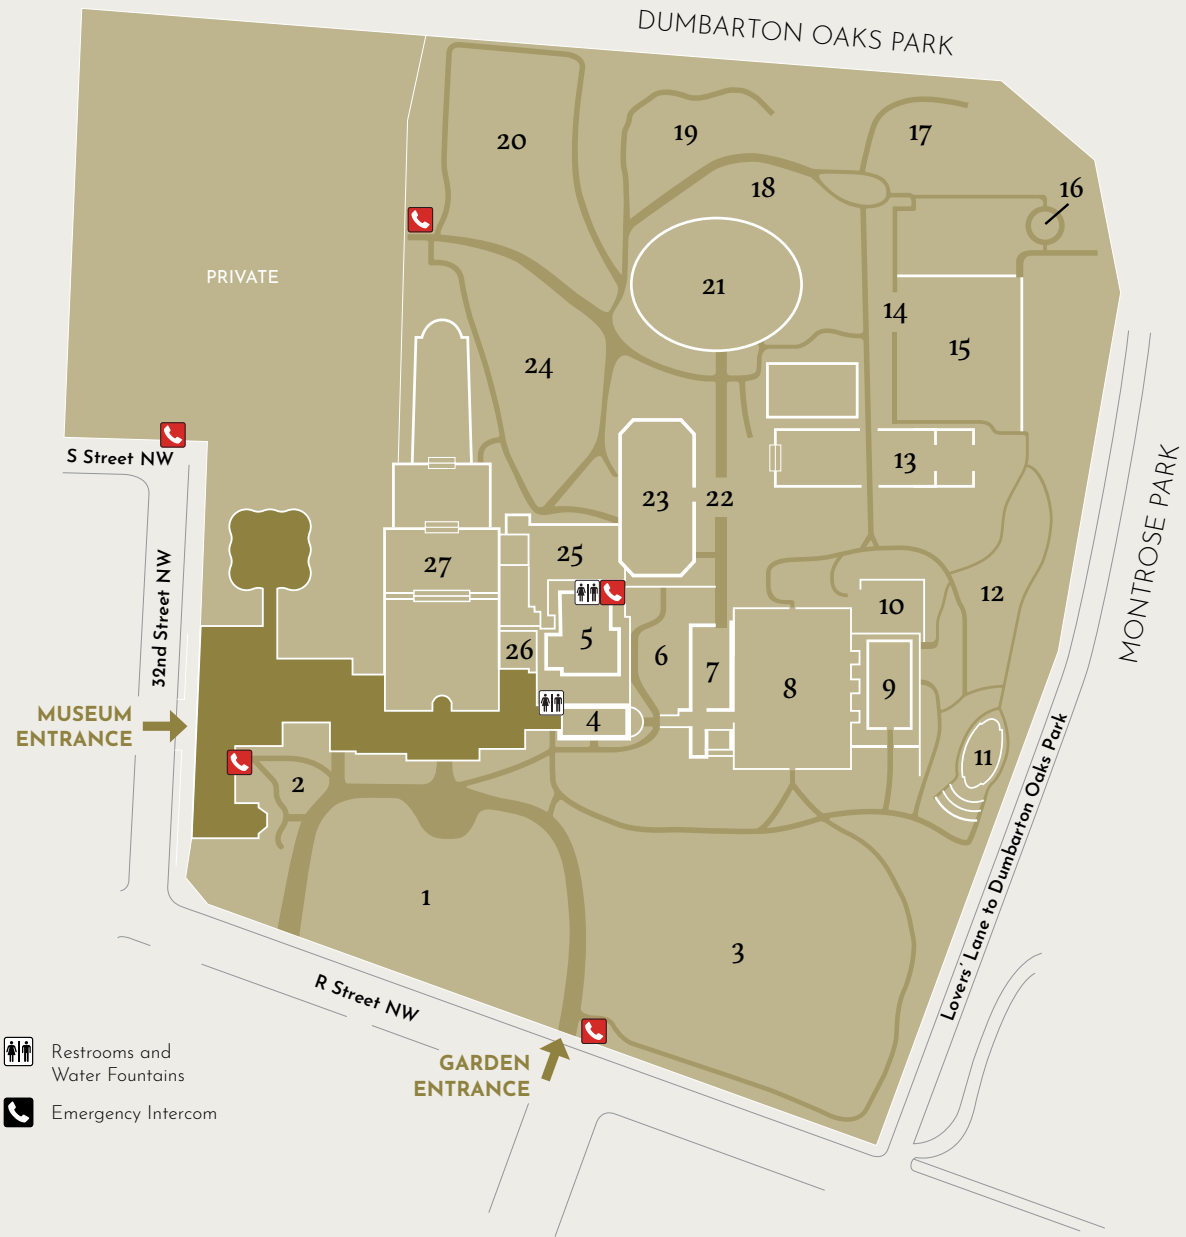 DUMBARTON OAKS PARK
20
19
17
18
16
PRIVATE
21
14
15
24
S Street NW
13
23
22
25
27
32nd Street NW
12
MONTROSE PARK
10
5
26
6
7
8
9
4
MUSEUM
ENTRANCE
11
2
1
3
Lovers' Lane to Dumbarton Oaks Park
R Street NW
GARDEN
ENTRANCE
Restrooms and
Water Fountains
Emergency Intercom